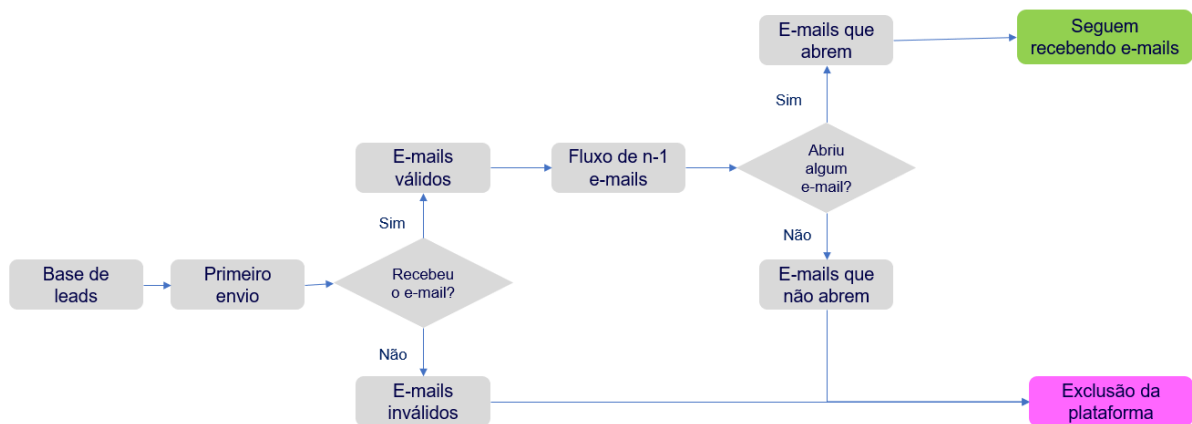 E-mails que
abrem
Seguem
recebendo e-mails
Sim
E-mails
válidos
Fluxo de n-1
e-mails
Abriu
algum
e-mail?
Sim
Não
Base de
leads
Primeiro
envio
Recebeu
o e-mail?
E-mails que
não abrem
Não
E-mails
inválidos
Exclusão da
plataforma